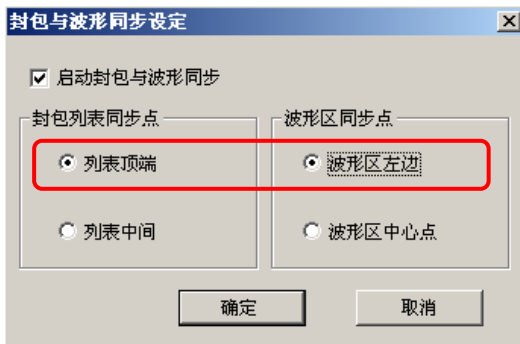 封包与波形同步设定
启动封包与波形同步
封包列表同步点
波形区同步点
列表顶端
波形区左边
列表中间
波形区中心点
确定
取消